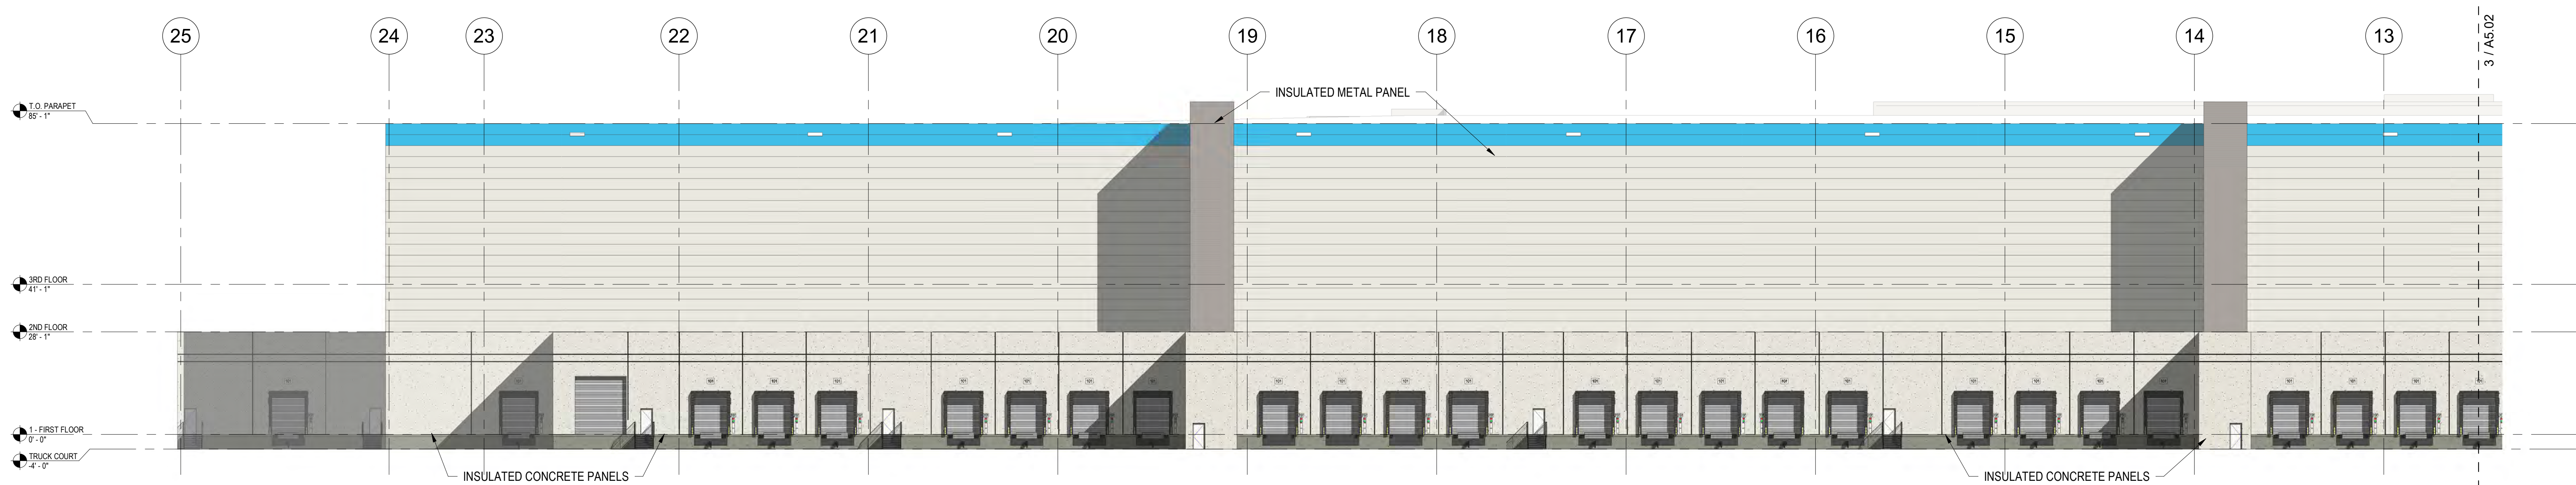 25 24 23 22 21 20 19 18 17 16 15 14 13
3 / A5.02
INSULATED METAL PANEL
T.O. PARAPET
85' - 1"
3RD FLOOR
41' - 1"
2ND FLOOR
28' - 1"
1 - FIRST FLOOR
0' - 0"
TRUCK COURT
-4' - 0"
INSULATED CONCRETE PANELS
INSULATED CONCRETE PANELS